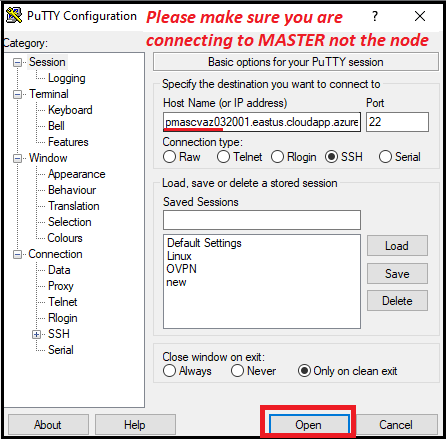 PuTTY Configuration
Please make sure you are
connecting to MASTER not the node
?
Category:
Session
Logging
Terminal
Keyboard
Bell
Features
Window
Appearance
Behaviour
Translation
Selection
Colours
Connection
Data
Proxy
Telnet
Rlogin
SSH
Serial
Basic options for your PuTTY session
Specify the destination you want to connect to
Host Name (or IP address) Port
pmascvaz032001.eastus.cloudapp.azure 22
Connection type:
Raw Telnet Rlogin SSH Serial
Load, save or delete a stored session
Saved Sessions
Default Settings
Linux
OVPN
new
Load
Save
Delete
Close window on exit:
Always Never Only on clean exit
About Help Open Cancel